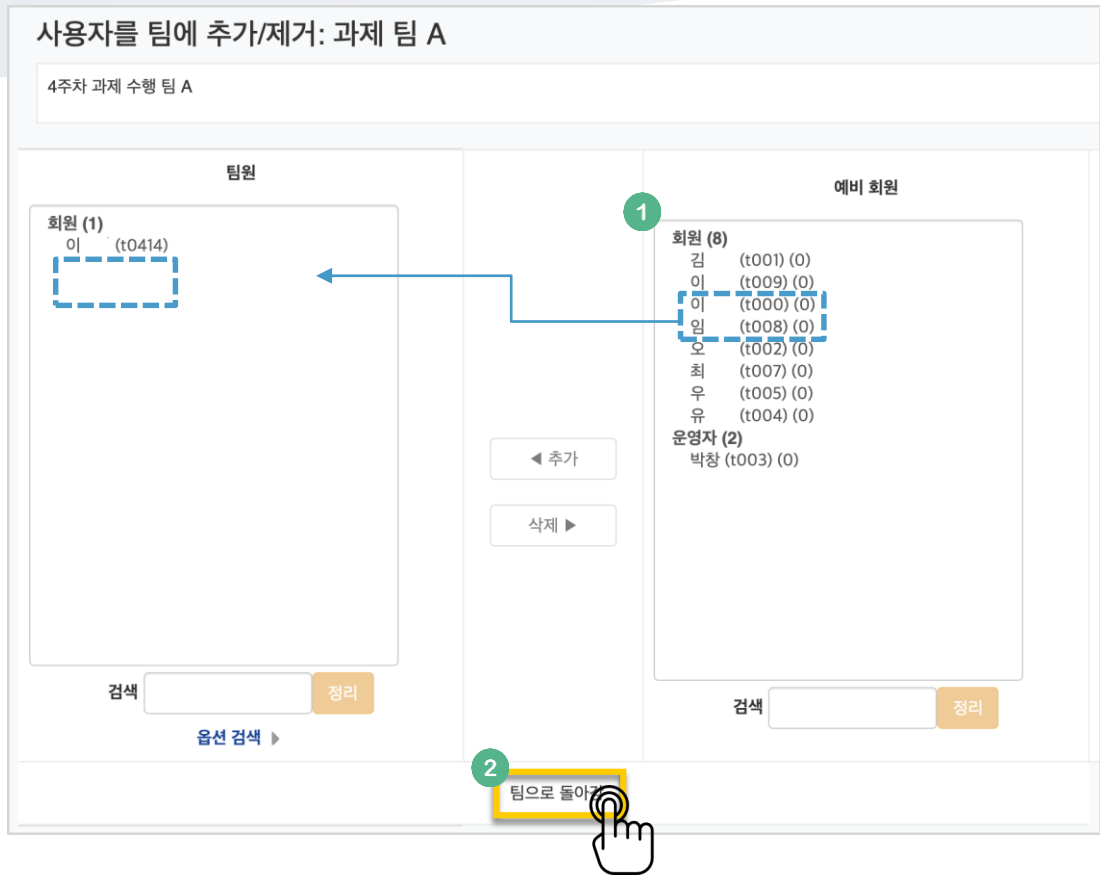 사용자를 팀에 추가/제거: 과제 팀 A
4주차 과제 수행 팀 A
팀원
회원 (1)
이 (t0414)
검색
정리
옵션 검색 ▶
◀ 추가
삭제 ▶
예비 회원
1
회원 (8)
김 (t001) (0)
이 (t009) (0)
이 (t000) (0)
임 (t008) (0)
오 (t002) (0)
최 (t007) (0)
우 (t005) (0)
유 (t004) (0)
운영자 (2)
박창 (t003) (0)
검색
정리
2
팀으로